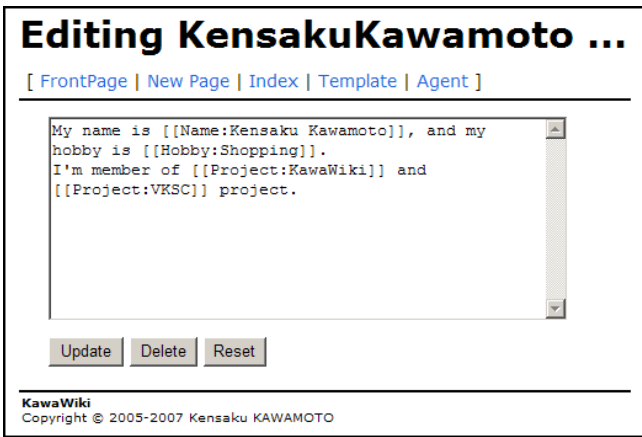 Editing KensakuKawamoto ...
[ FrontPage | New Page | Index | Template | Agent ]
My name is [[Name:Kensaku Kawamoto]], and my
hobby is [[Hobby:Shopping]].
I'm member of [[Project:KawaWiki]] and
[[Project:VKSC]] project.
Update Delete Reset
KawaWiki
Copyright © 2005-2007 Kensaku KAWAMOTO